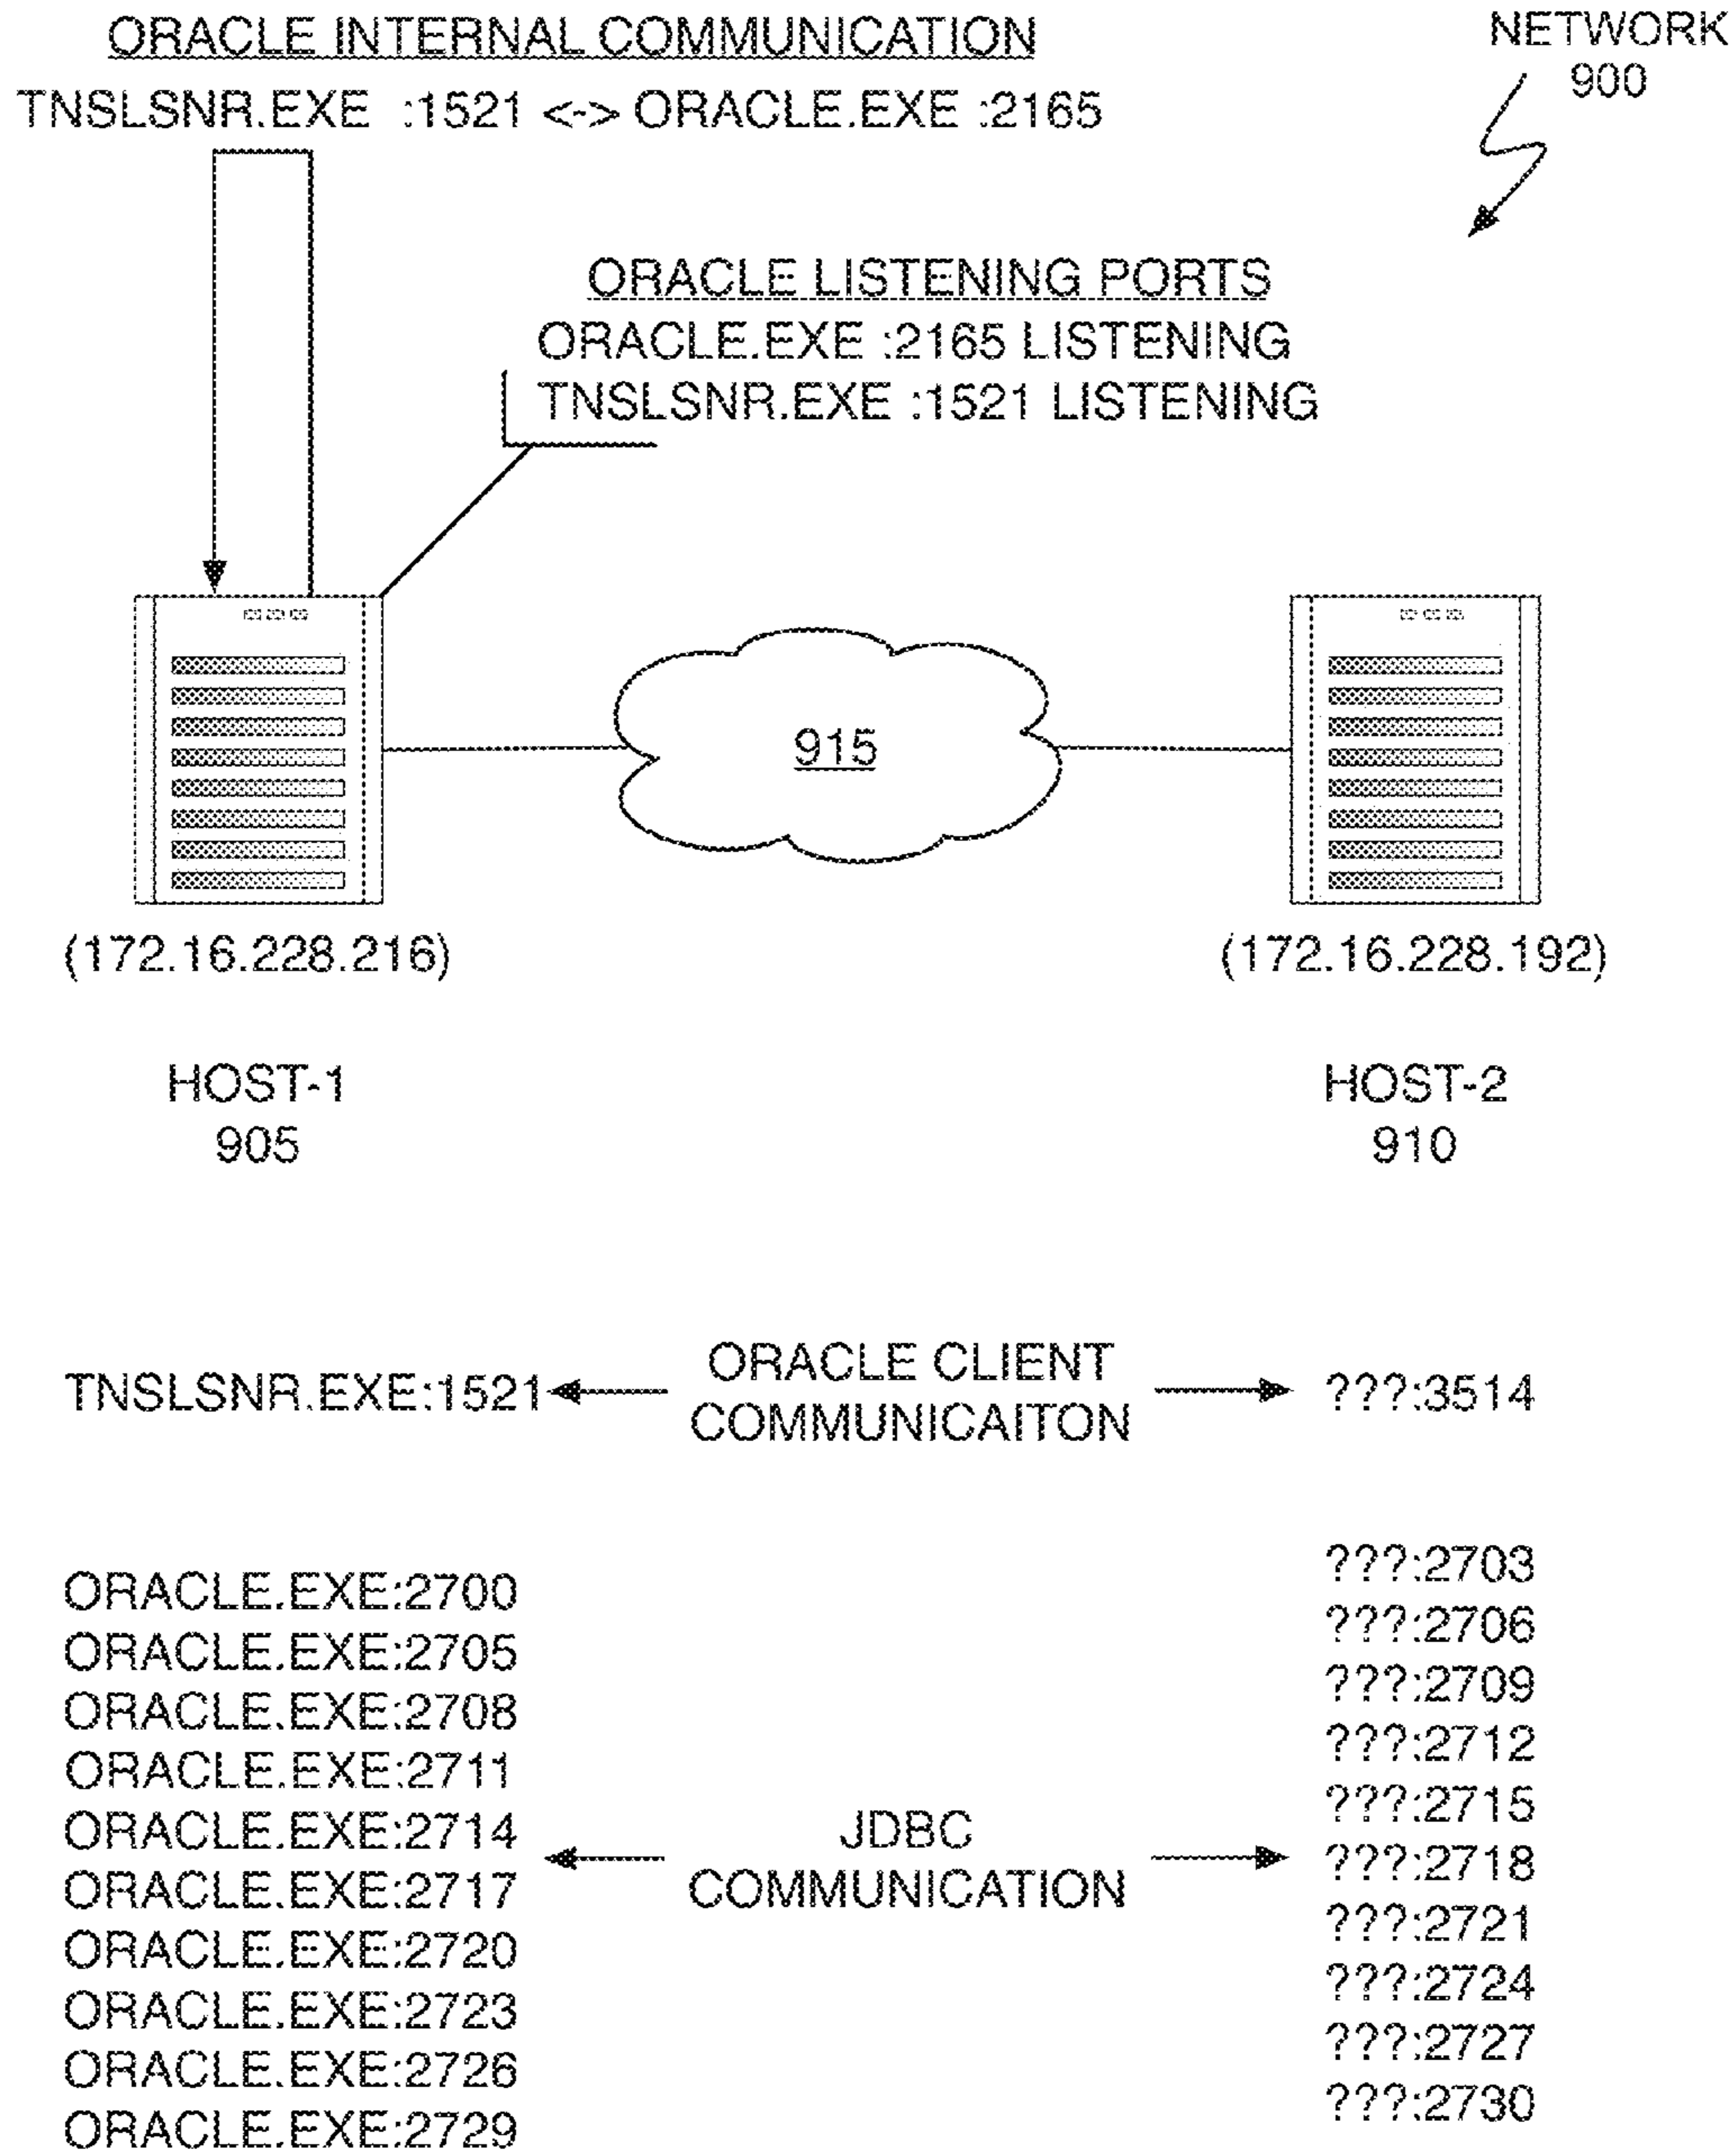 ORACLE INTERNAL COMMUNICATION
TNSLSNR.EXE :1521 <-> ORACLE.EXE :2165
NETWORK
900
ORACLE LISTENING PORTS
ORACLE.EXE :2165 LISTENING
TNSLSNR.EXE :1521 LISTENING
915
(172.16.228.216)
(172.16.228.192)
HOST-1
905
HOST-2
910
TNSLSNR.EXE:1521
ORACLE CLIENT
COMMUNICAITON
???:3514
ORACLE.EXE:2700
ORACLE.EXE:2705
ORACLE.EXE:2708
ORACLE.EXE:2711
ORACLE.EXE:2714
ORACLE.EXE:2717
ORACLE.EXE:2720
ORACLE.EXE:2723
ORACLE.EXE:2726
ORACLE.EXE:2729
JDBC
COMMUNICATION
???:2703
???:2706
???:2709
???:2712
???:2715
???:2718
???:2721
???:2724
???:2727
???:2730